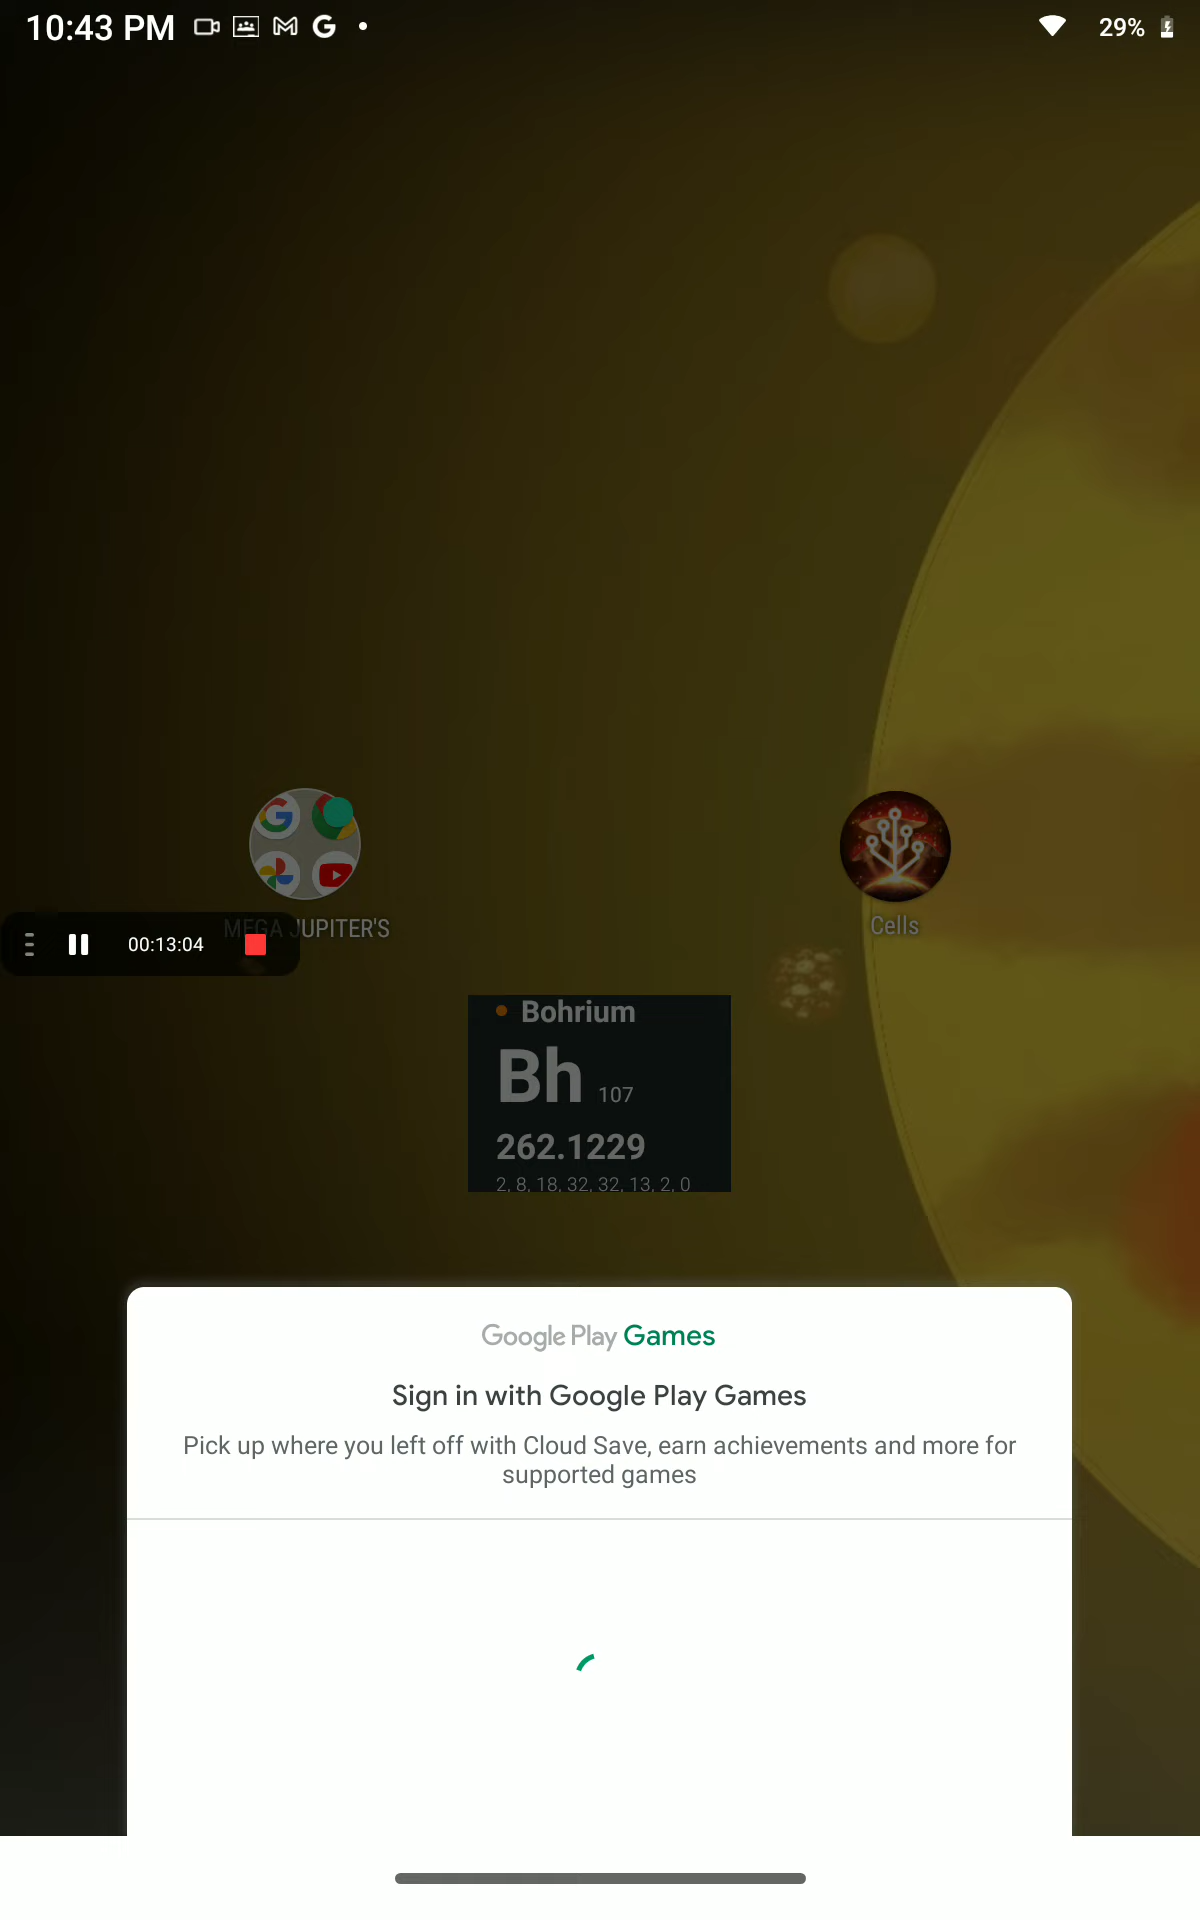 10:43 PM
29%
MEGA JUPITER'S
Cells
00:13:04
Bohrium
Bh 107
262.1229
2, 8, 18, 32, 32, 13, 2, 0
Google Play Games
Sign in with Google Play Games
Pick up where you left off with Cloud Save, earn achievements and more for
supported games